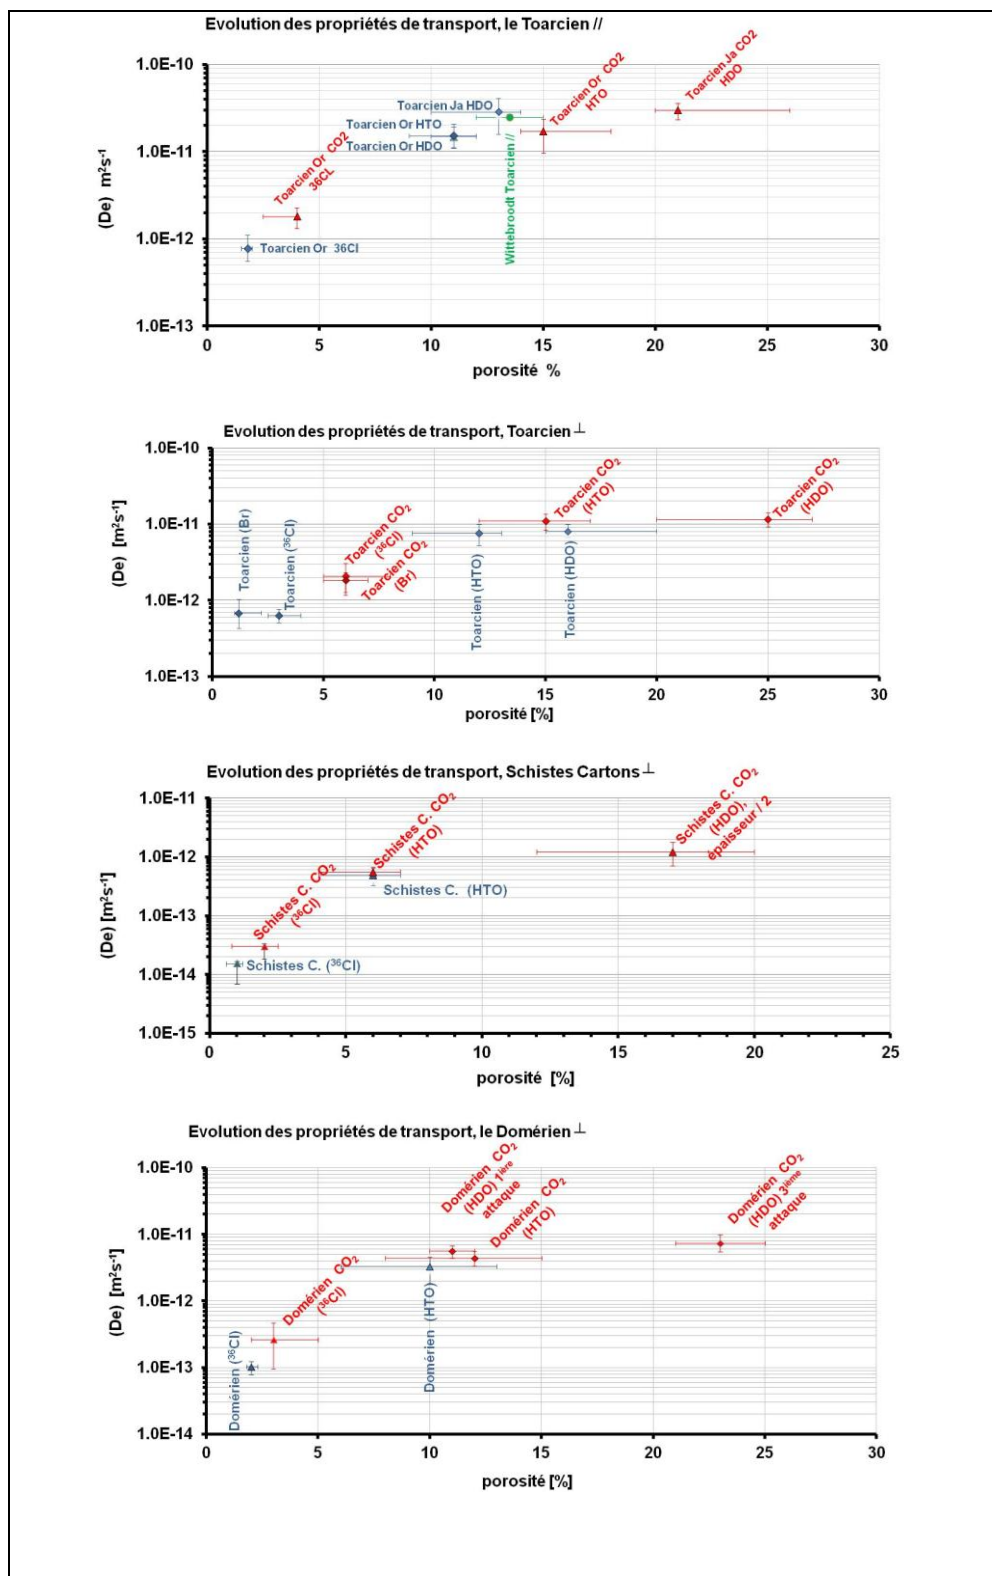 Evolution des propriétés de transport, le Toarcien //
1.0E-10
1.0E-11
1.0E-12
1.0E-13
(De) m²s⁻¹
Toarcien Or CO2
36CL
Toarcien Or 36Cl
Toarcien Ja HDO
Toarcien Or HTO
Toarcien Or HDO
Wittebroodt Toarcien //
Toarcien Or CO2
HTO
Toarcien Ja CO2
HDO
0 5 10 15 20 25 30
porosité %
Evolution des propriétés de transport, Toarcien ┴
1.0E-10
1.0E-11
1.0E-12
1.0E-13
(De) [m²s⁻¹]
Toarcien (Br)
Toarcien (³⁶Cl)
Toarcien CO₂
(³⁶Cl)
Toarcien CO₂
(Br)
Toarcien (HTO)
Toarcien CO₂
(HTO)
Toarcien (HDO)
Toarcien CO₂
(HDO)
0 5 10 15 20 25 30
porosité [%]
Evolution des propriétés de transport, Schistes Cartons ┴
1.0E-11
1.0E-12
1.0E-13
1.0E-14
1.0E-15
(De) [m²s⁻¹]
Schistes C. CO₂
(³⁶Cl)
Schistes C. (³⁶Cl)
Schistes C. CO₂
(HTO)
Schistes C. (HTO)
Schistes C. CO₂
(HDO),
épaisseur / 2
0 5 10 15 20 25
porosité [%]
Evolution des propriétés de transport, le Domérien ┴
1.0E-10
1.0E-11
1.0E-12
1.0E-13
1.0E-14
(De) [m²s⁻¹]
Domérien (³⁶Cl)
Domérien CO₂
(³⁶Cl)
Domérien CO₂
(HDO) 1ⁱèʳᵉ
attaque
Domérien CO₂
(HTO)
Domérien (HTO)
Domérien CO₂
(HDO) 3ⁱᵉᵐᵉ
attaque
0 5 10 15 20 25 30
porosité [%]